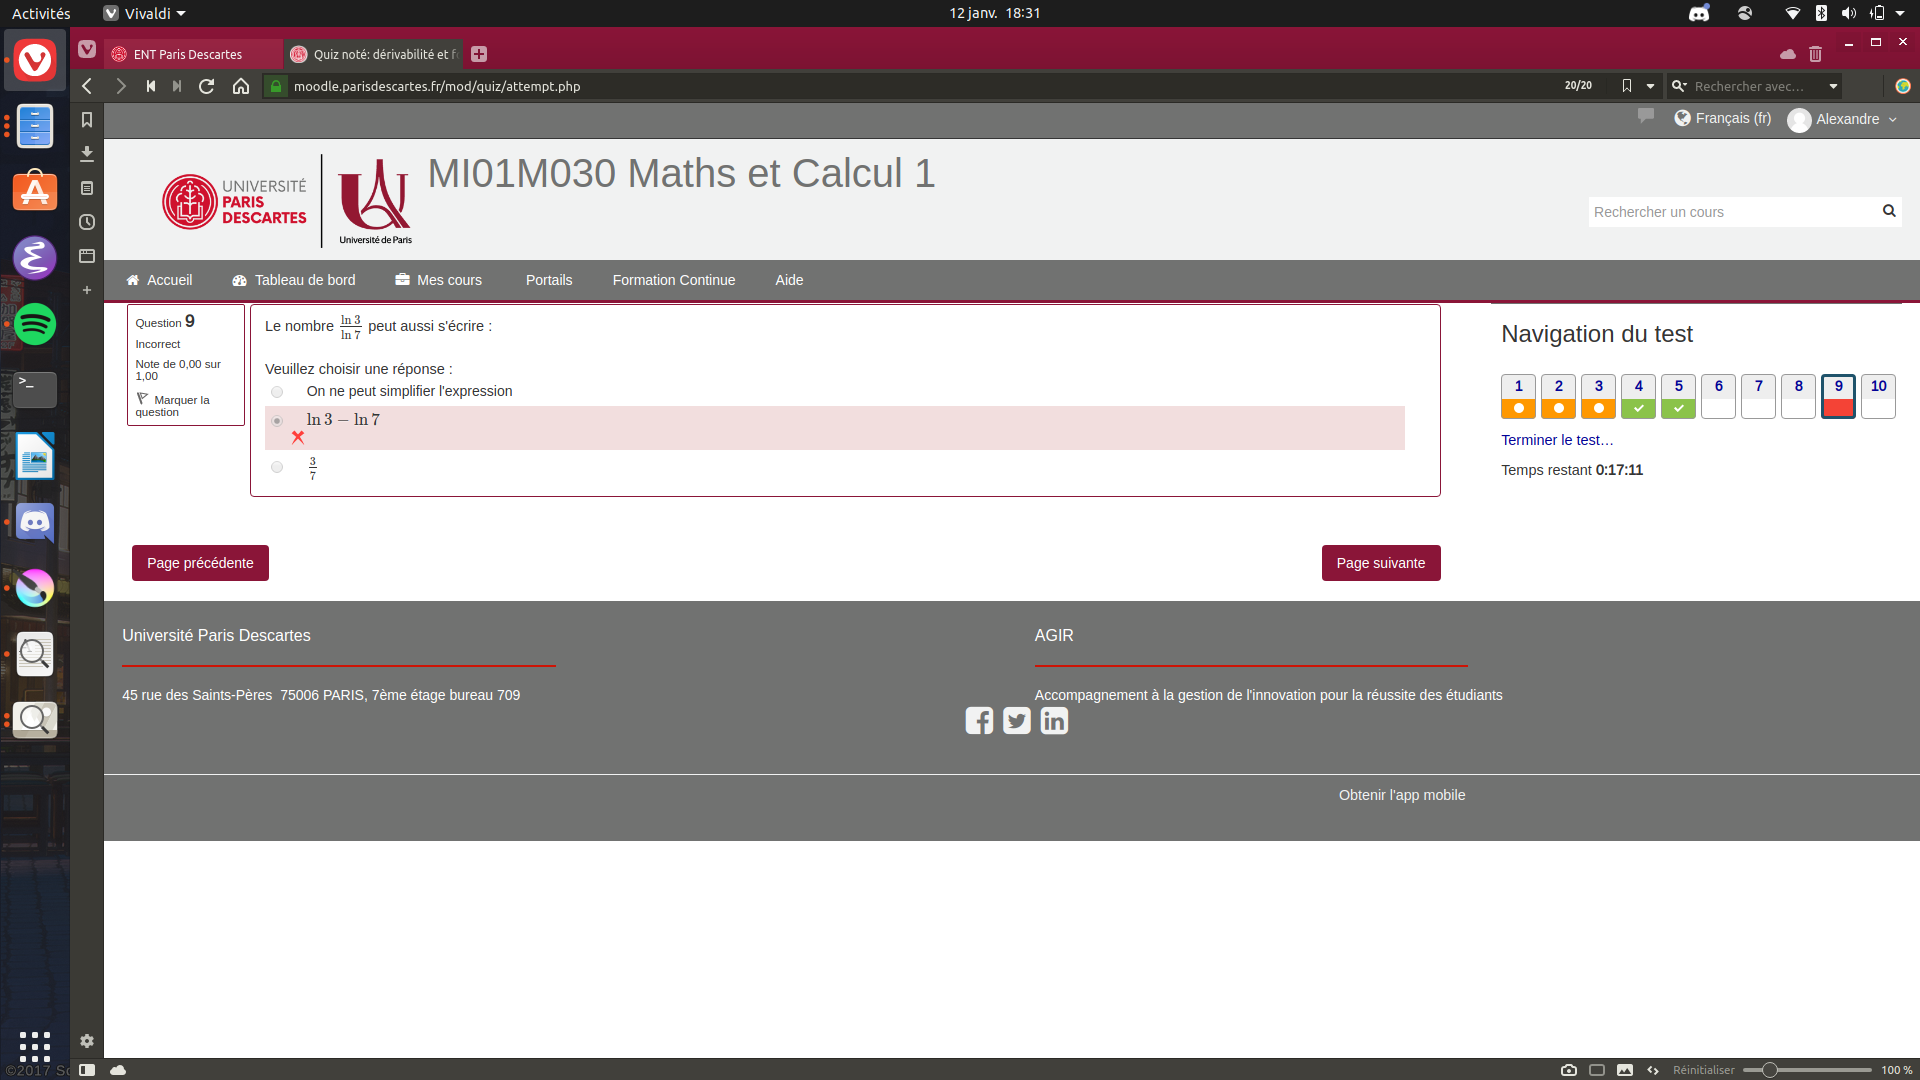 Activités
Vivaldi
12 janv. 18:31
ENT Paris Descartes
Quiz noté: dérivabilité et f
moodle.parisdescartes.fr/mod/quiz/attempt.php
20/20
Rechercher avec…
Français (fr)
Alexandre
UNIVERSITÉ
PARIS
DESCARTES
Université de Paris
MI01M030 Maths et Calcul 1
Rechercher un cours
Accueil
Tableau de bord
Mes cours
Portails
Formation Continue
Aide
Question 9
Incorrect
Note de 0,00 sur
1,00
Marquer la
question
Le nombre ln 3 / ln 7 peut aussi s'écrire :
Veuillez choisir une réponse :
On ne peut simplifier l'expression
ln 3 − ln 7
3/7
Page précédente
Page suivante
Navigation du test
1 2 3 4 5 6 7 8 9 10
Terminer le test…
Temps restant 0:17:11
Université Paris Descartes
45 rue des Saints-Pères 75006 PARIS, 7ème étage bureau 709
AGIR
Accompagnement à la gestion de l'innovation pour la réussite des étudiants
Obtenir l'app mobile
©2017
Réinitialiser
100 %